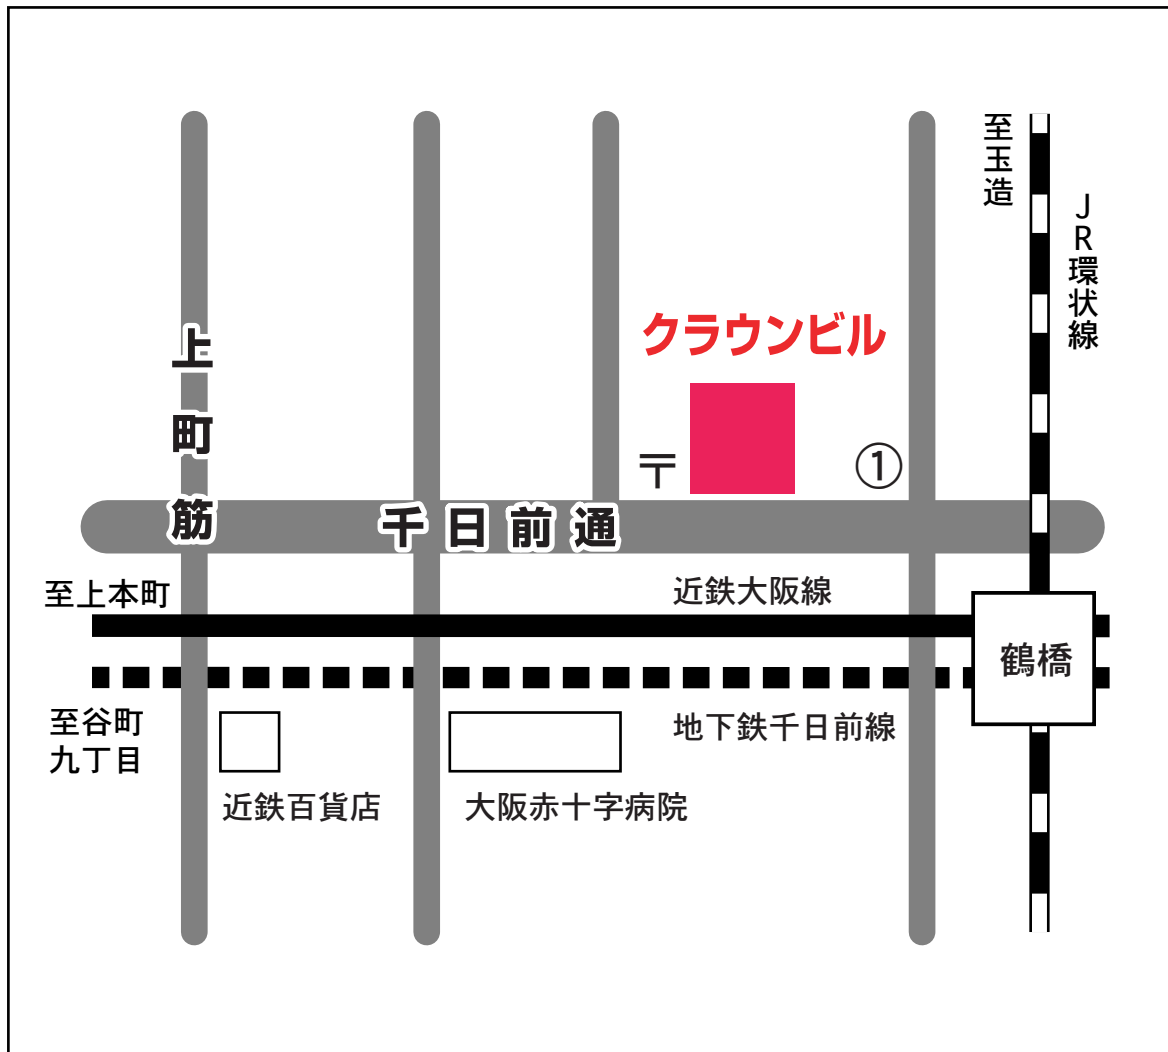 至玉造
JR環状線
上町筋
クラウンビル
〒
①
千日前通
至上本町
近鉄大阪線
鶴橋
至谷町
九丁目
地下鉄千日前線
近鉄百貨店
大阪赤十字病院